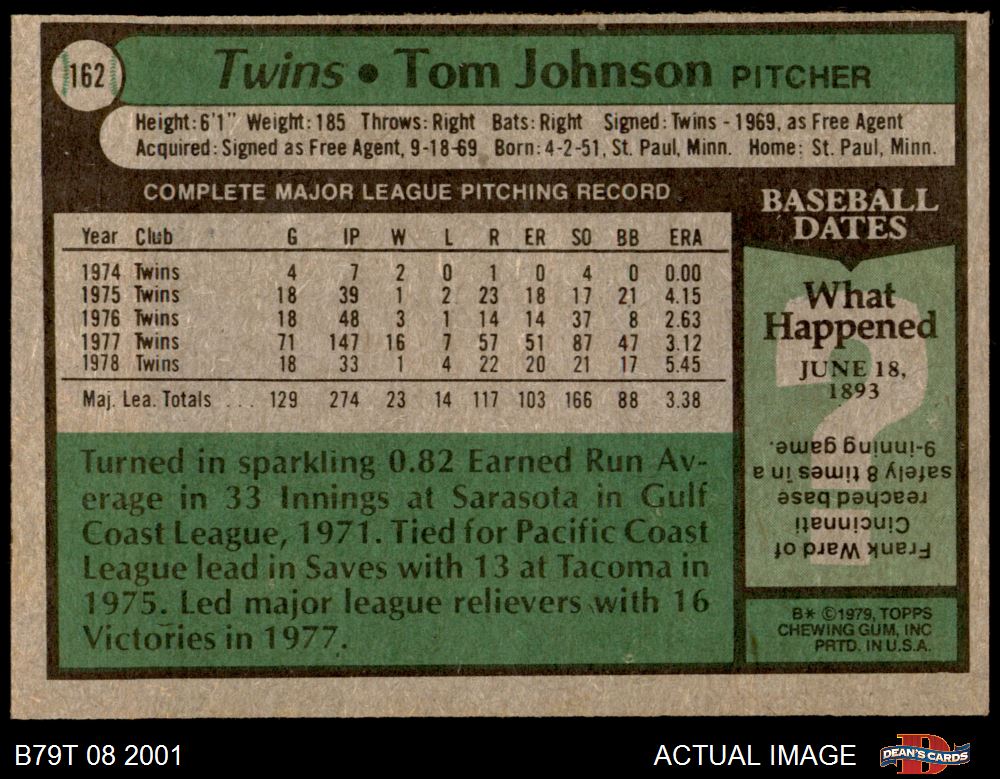 162
Twins • Tom Johnson PITCHER
Height: 6'1" Weight: 185 Throws: Right Bats: Right Signed: Twins - 1969, as Free Agent
Acquired: Signed as Free Agent, 9-18-69 Born: 4-2-51, St. Paul, Minn. Home: St. Paul, Minn.
COMPLETE MAJOR LEAGUE PITCHING RECORD
Year Club G IP W L R ER SO BB ERA
1974 Twins 4 7 2 0 1 0 4 0 0.00
1975 Twins 18 39 1 2 23 18 17 21 4.15
1976 Twins 18 48 3 1 14 14 37 8 2.63
1977 Twins 71 147 16 7 57 51 87 47 3.12
1978 Twins 18 33 1 4 22 20 21 17 5.45
Maj. Lea. Totals ... 129 274 23 14 117 103 166 88 3.38
Turned in sparkling 0.82 Earned Run Av-
erage in 33 Innings at Sarasota in Gulf
Coast League, 1971. Tied for Pacific Coast
League lead in Saves with 13 at Tacoma in
1975. Led major league relievers with 16
Victories in 1977.
BASEBALL
DATES
What
Happened
JUNE 18,
1893
?
Frank Ward of
Cincinnati
reached base
safely 8 times in a
9-inning game.
B* ©1979, TOPPS
CHEWING GUM, INC
PRTD. IN U.S.A.
B79T 08 2001
ACTUAL IMAGE
D
DEAN'S CARDS